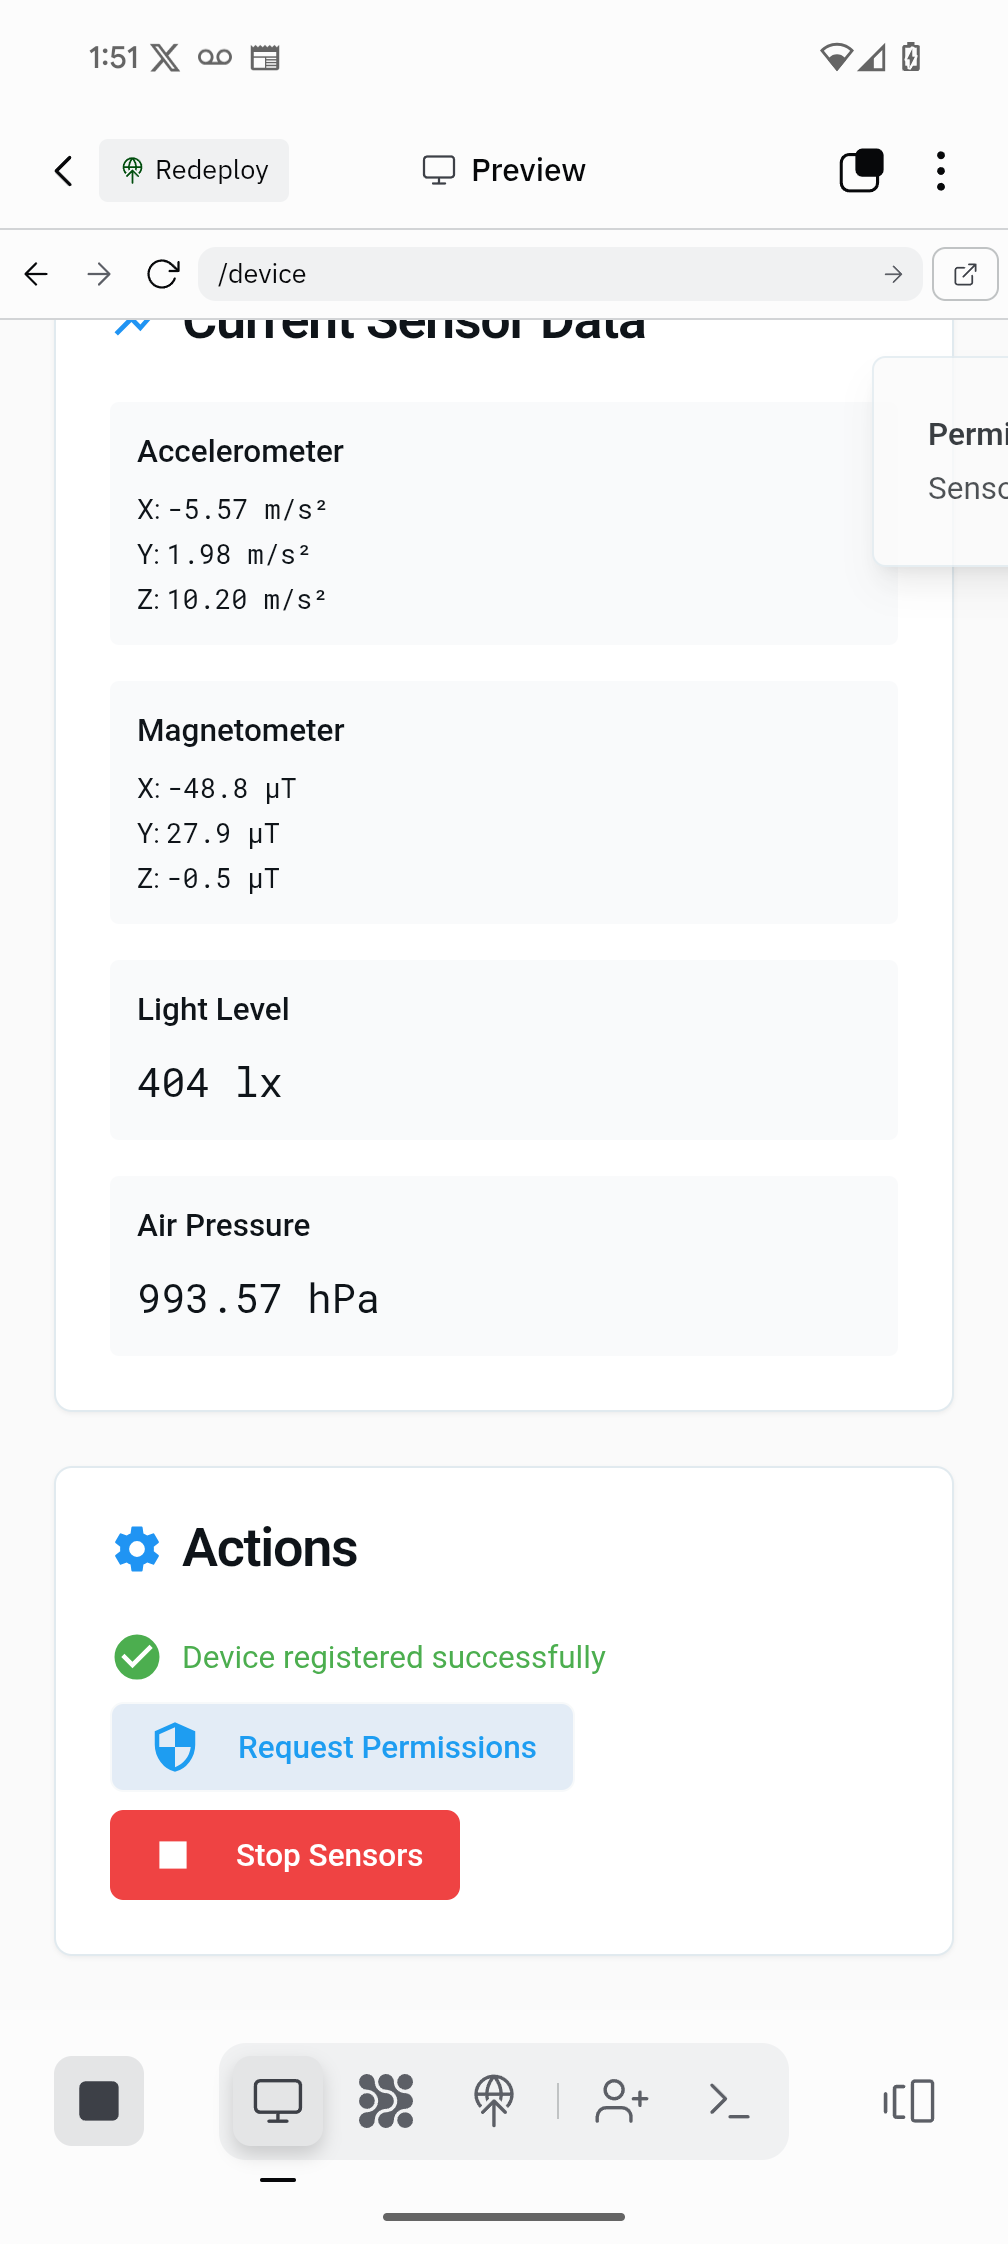 1:51
Redeploy
Preview
/device
Current Sensor Data
Accelerometer
X: -5.57 m/s²
Y: 1.98 m/s²
Z: 10.20 m/s²
Magnetometer
X: -48.8 µT
Y: 27.9 µT
Z: -0.5 µT
Light Level
404 lx
Air Pressure
993.57 hPa
Actions
Device registered successfully
Request Permissions
Stop Sensors